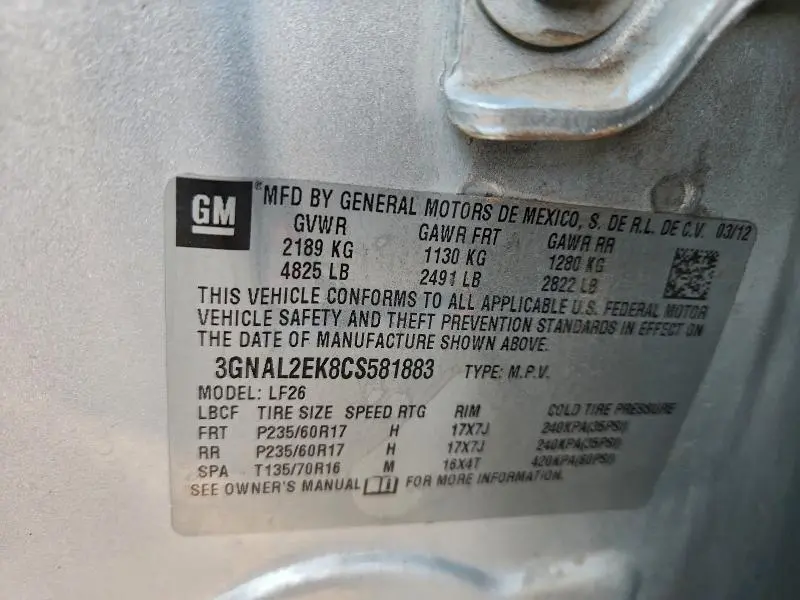 GM
® MFD BY GENERAL MOTORS DE MEXICO, S. DE R.L. DE C.V. 03/12
GVWR GAWR FRT GAWR RR
2189 KG 1130 KG 1280 KG
4825 LB 2491 LB 2822 LB
THIS VEHICLE CONFORMS TO ALL APPLICABLE U.S. FEDERAL MOTOR
VEHICLE SAFETY AND THEFT PREVENTION STANDARDS IN EFFECT ON
THE DATE OF MANUFACTURE SHOWN ABOVE.
3GNAL2EK8CS581883 TYPE: M.P.V.
MODEL: LF26
LBCF TIRE SIZE SPEED RTG RIM COLD TIRE PRESSURE
FRT P235/60R17 H 17X7J 240KPA(35PSI)
RR P235/60R17 H 17X7J 240KPA(35PSI)
SPA T135/70R16 M 16X4T 420KPA(60PSI)
SEE OWNER'S MANUAL FOR MORE INFORMATION.